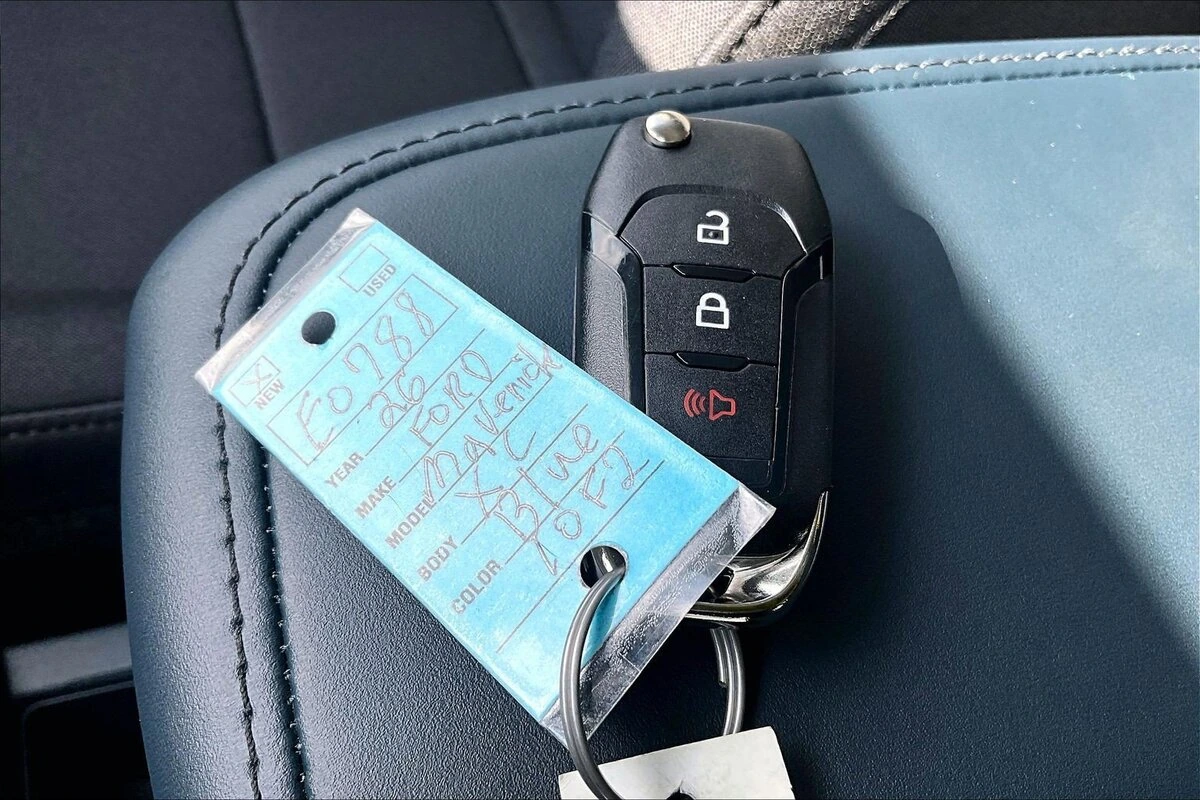 USED
X NEW
E0788
YEAR 26
MAKE FORD
MODEL MAVERICK
BODY XL
COLOR Blue
1 OF 2